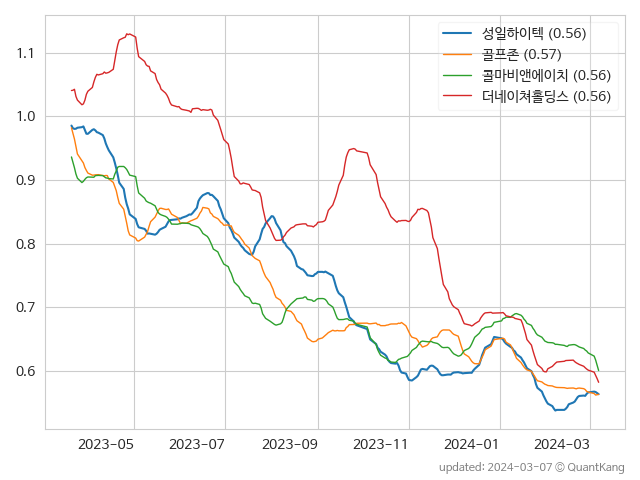 성일하이텍 (0.56)
골프존 (0.57)
콜마비앤에이치 (0.56)
더네이쳐홀딩스 (0.56)
1.1
1.0
0.9
0.8
0.7
0.6
2023-05 2023-07 2023-09 2023-11 2024-01 2024-03
updated: 2024-03-07 © QuantKang